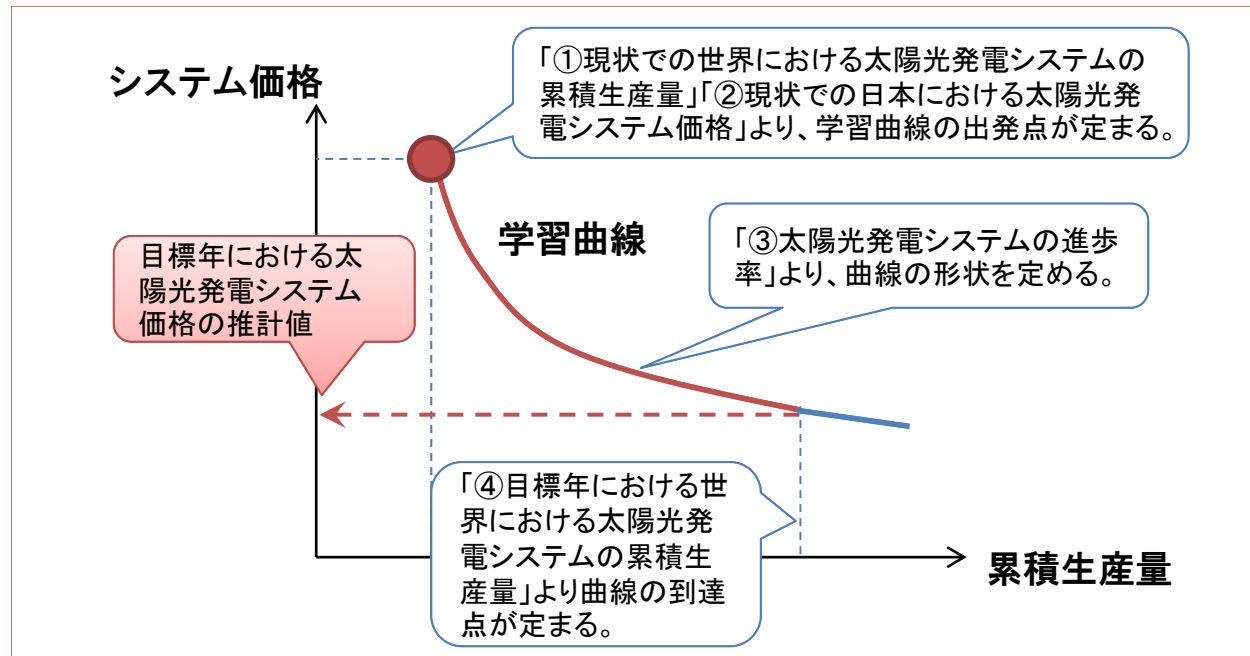 システム価格
「①現状での世界における太陽光発電システムの
累積生産量」「②現状での日本における太陽光発
電システム価格」より、学習曲線の出発点が定まる。
学習曲線
「③太陽光発電システムの進歩
率」より、曲線の形状を定める。
目標年における太
陽光発電システム
価格の推計値
「④目標年における世
界における太陽光発
電システムの累積生
産量」より曲線の到達
点が定まる。
累積生産量